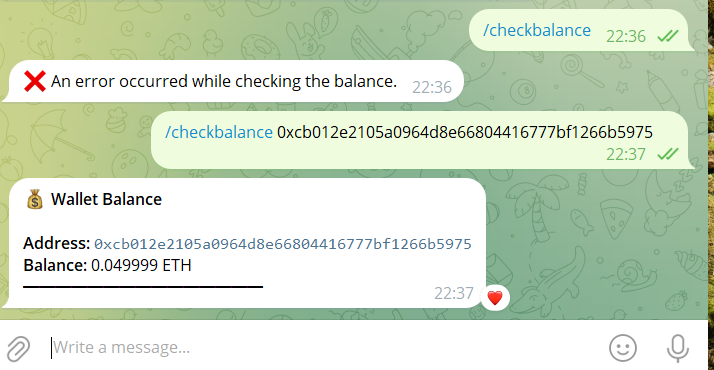 /checkbalance 22:36
❌ An error occurred while checking the balance. 22:36
/checkbalance 0xcb012e2105a0964d8e66804416777bf1266b5975
22:37
💰 Wallet Balance
Address: 0xcb012e2105a0964d8e66804416777bf1266b5975
Balance: 0.049999 ETH
22:37
Write a message...